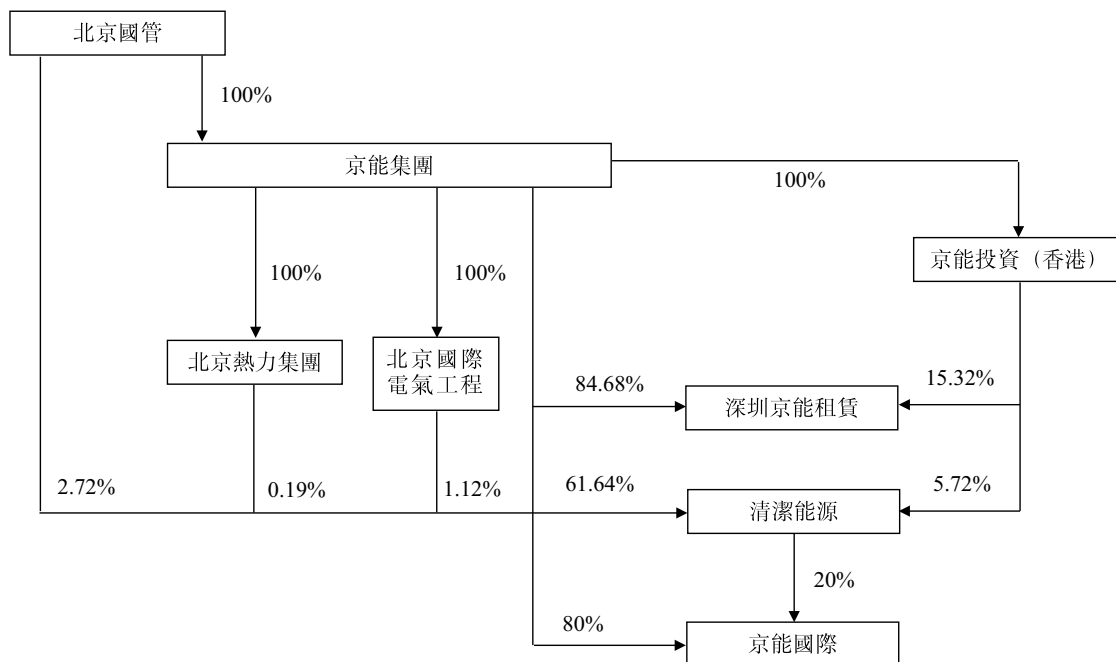 北京國管
100%
京能集團
100%
京能投資（香港）
100%
100%
北京熱力集團
北京國際
電氣工程
84.68%
15.32%
深圳京能租賃
2.72%
0.19%
1.12%
61.64%
5.72%
清潔能源
20%
80%
京能國際